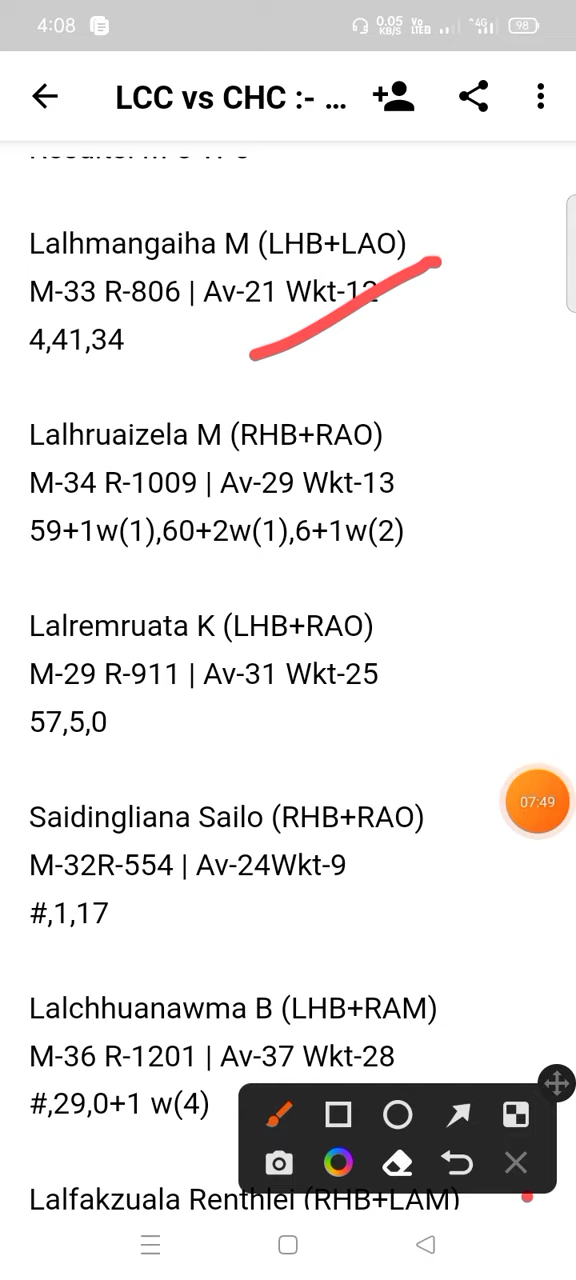 4:08 0.05 KB/S Vo LTE 4G 98
LCC vs CHC :- ...
Lalhmangaiha M (LHB+LAO)
M-33 R-806 | Av-21 Wkt-12
4,41,34
Lalhruaizela M (RHB+RAO)
M-34 R-1009 | Av-29 Wkt-13
59+1w(1),60+2w(1),6+1w(2)
Lalremruata K (LHB+RAO)
M-29 R-911 | Av-31 Wkt-25
57,5,0
07:49
Saidingliana Sailo (RHB+RAO)
M-32R-554 | Av-24Wkt-9
#,1,17
Lalchhuanawma B (LHB+RAM)
M-36 R-1201 | Av-37 Wkt-28
#,29,0+1 w(4)
Lalfakzuala Renthlei (RHB+LAM)